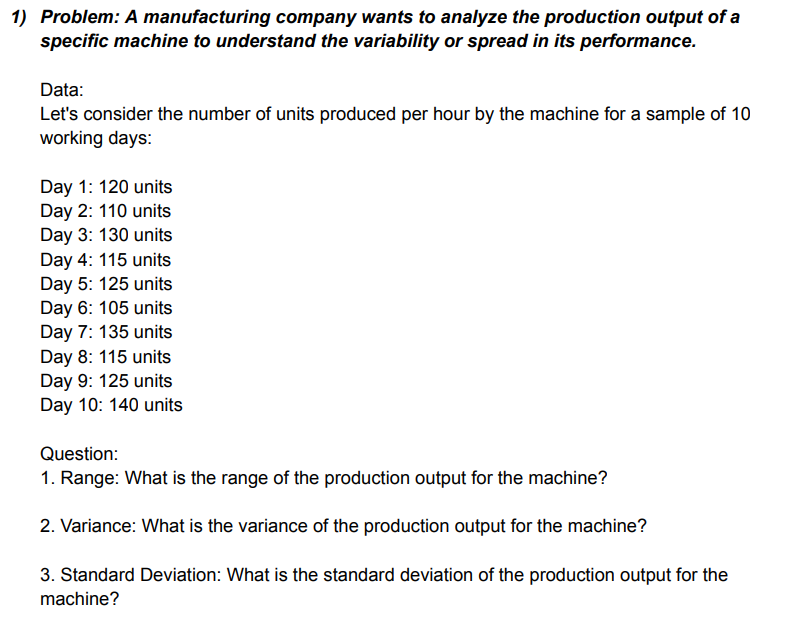 1) Problem: A manufacturing company wants to analyze the production output of a
specific machine to understand the variability or spread in its performance.
Data:
Let's consider the number of units produced per hour by the machine for a sample of 10
working days:
Day 1: 120 units
Day 2: 110 units
Day 3: 130 units
Day 4: 115 units
Day 5: 125 units
Day 6: 105 units
Day 7: 135 units
Day 8: 115 units
Day 9: 125 units
Day 10: 140 units
Question:
1. Range: What is the range of the production output for the machine?
2. Variance: What is the variance of the production output for the machine?
3. Standard Deviation: What is the standard deviation of the production output for the
machine?